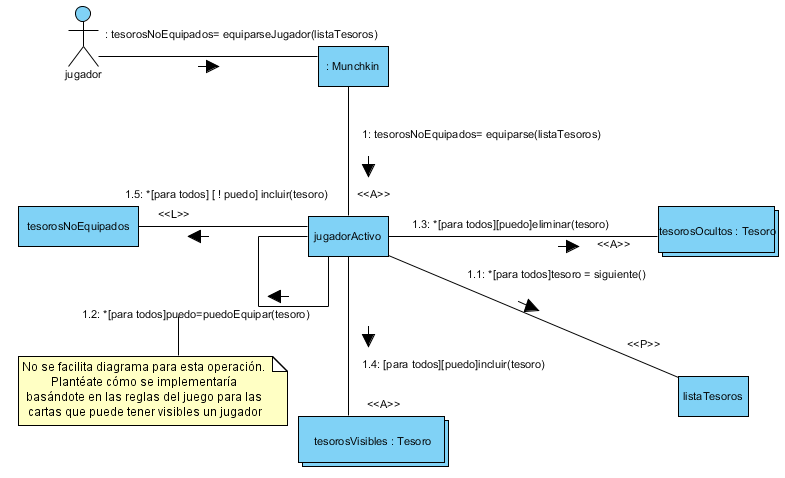 : tesorosNoEquipados= equiparseJugador(listaTesoros)
jugador
: Munchkin
1: tesorosNoEquipados= equiparse(listaTesoros)
<<A>>
1.5: *[para todos] [ ! puedo] incluir(tesoro)
<<L>>
tesorosNoEquipados
jugadorActivo
1.3: *[para todos][puedo]eliminar(tesoro)
<<A>>
tesorosOcultos : Tesoro
1.1: *[para todos]tesoro = siguiente()
1.2: *[para todos]puedo=puedoEquipar(tesoro)
<<P>>
1.4: [para todos][puedo]incluir(tesoro)
No se facilita diagrama para esta operación.
Plantéate cómo se implementaría
basándote en las reglas del juego para las
cartas que puede tener visibles un jugador
listaTesoros
<<A>>
tesorosVisibles : Tesoro